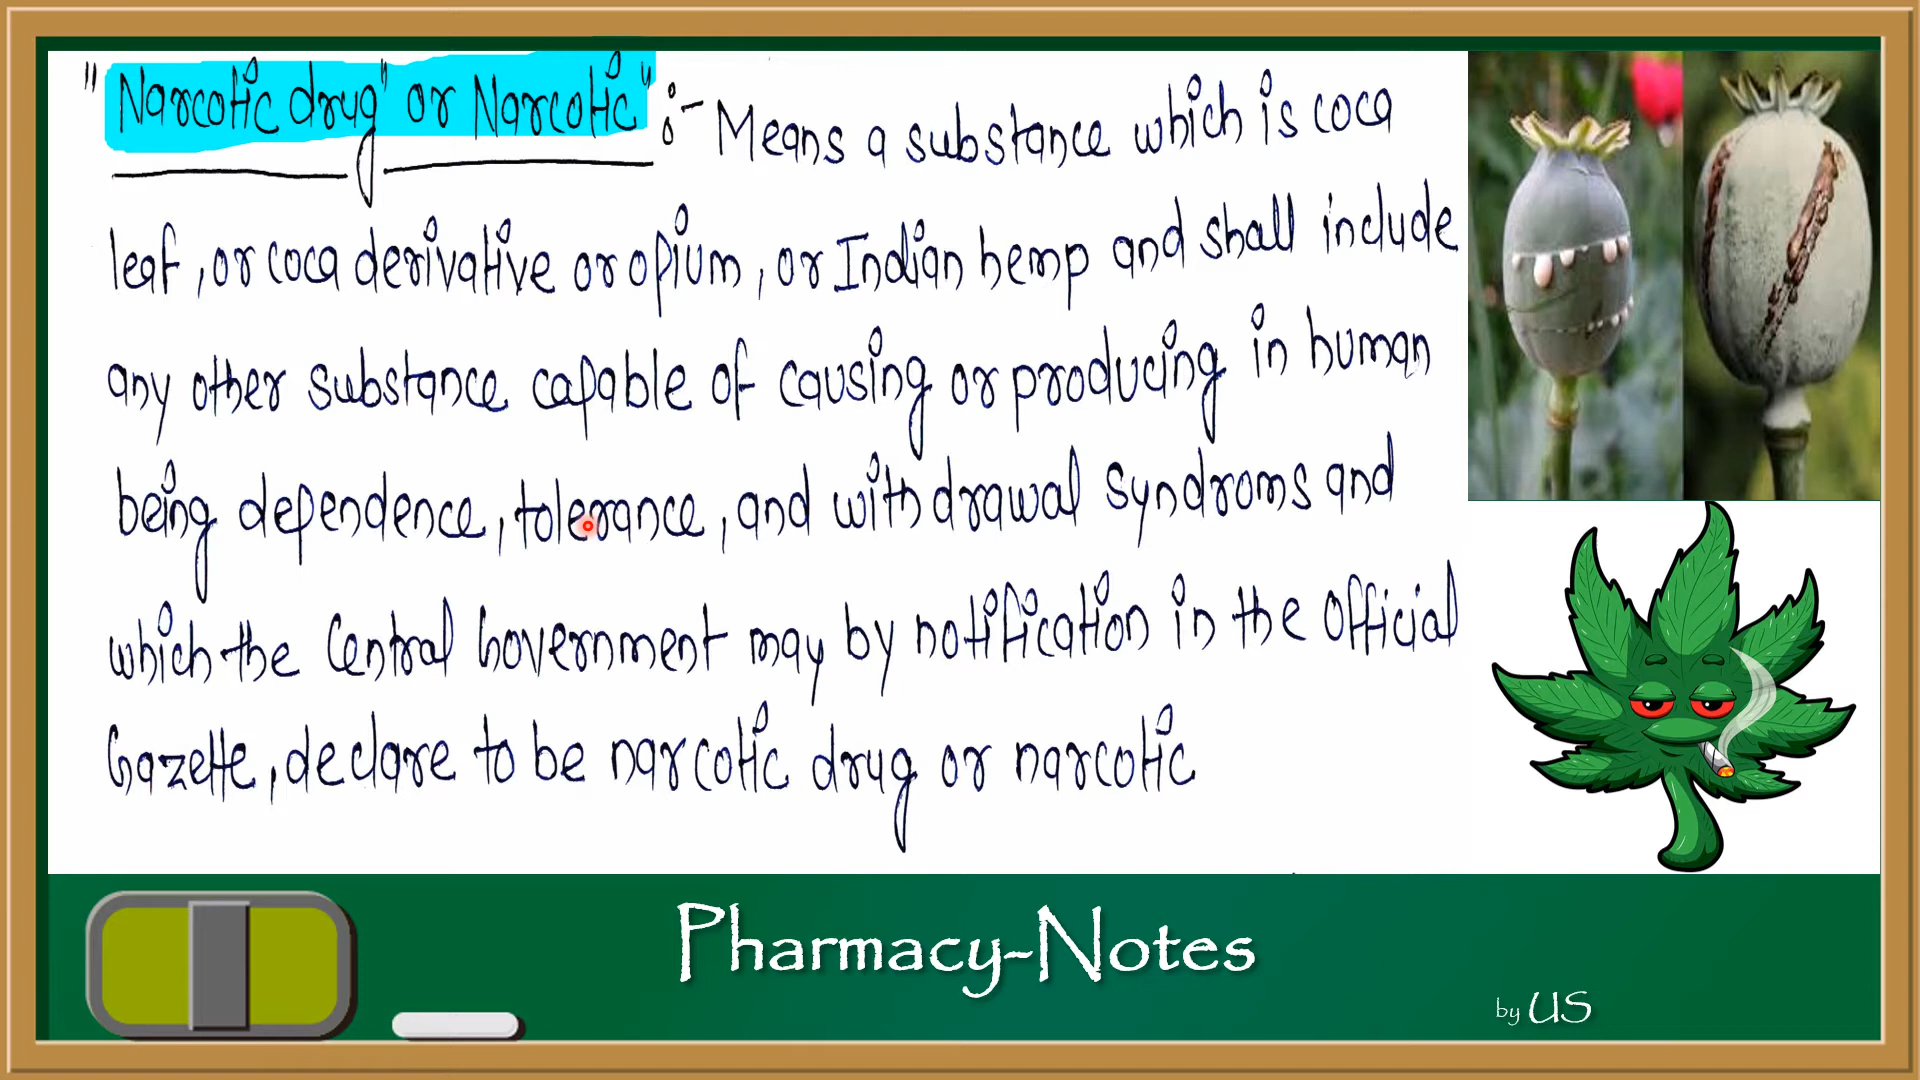 "Narcotic drug" or Narcotic" :- Means a substance which is coca
leaf, or coca derivative or opium, or Indian hemp and shall include
any other substance capable of causing or producing in human
being dependence, tolerance, and withdrawal syndroms and
which the Central Government may by notification in the official
Gazette, declare to be narcotic drug or narcotic
Pharmacy-Notes
by US